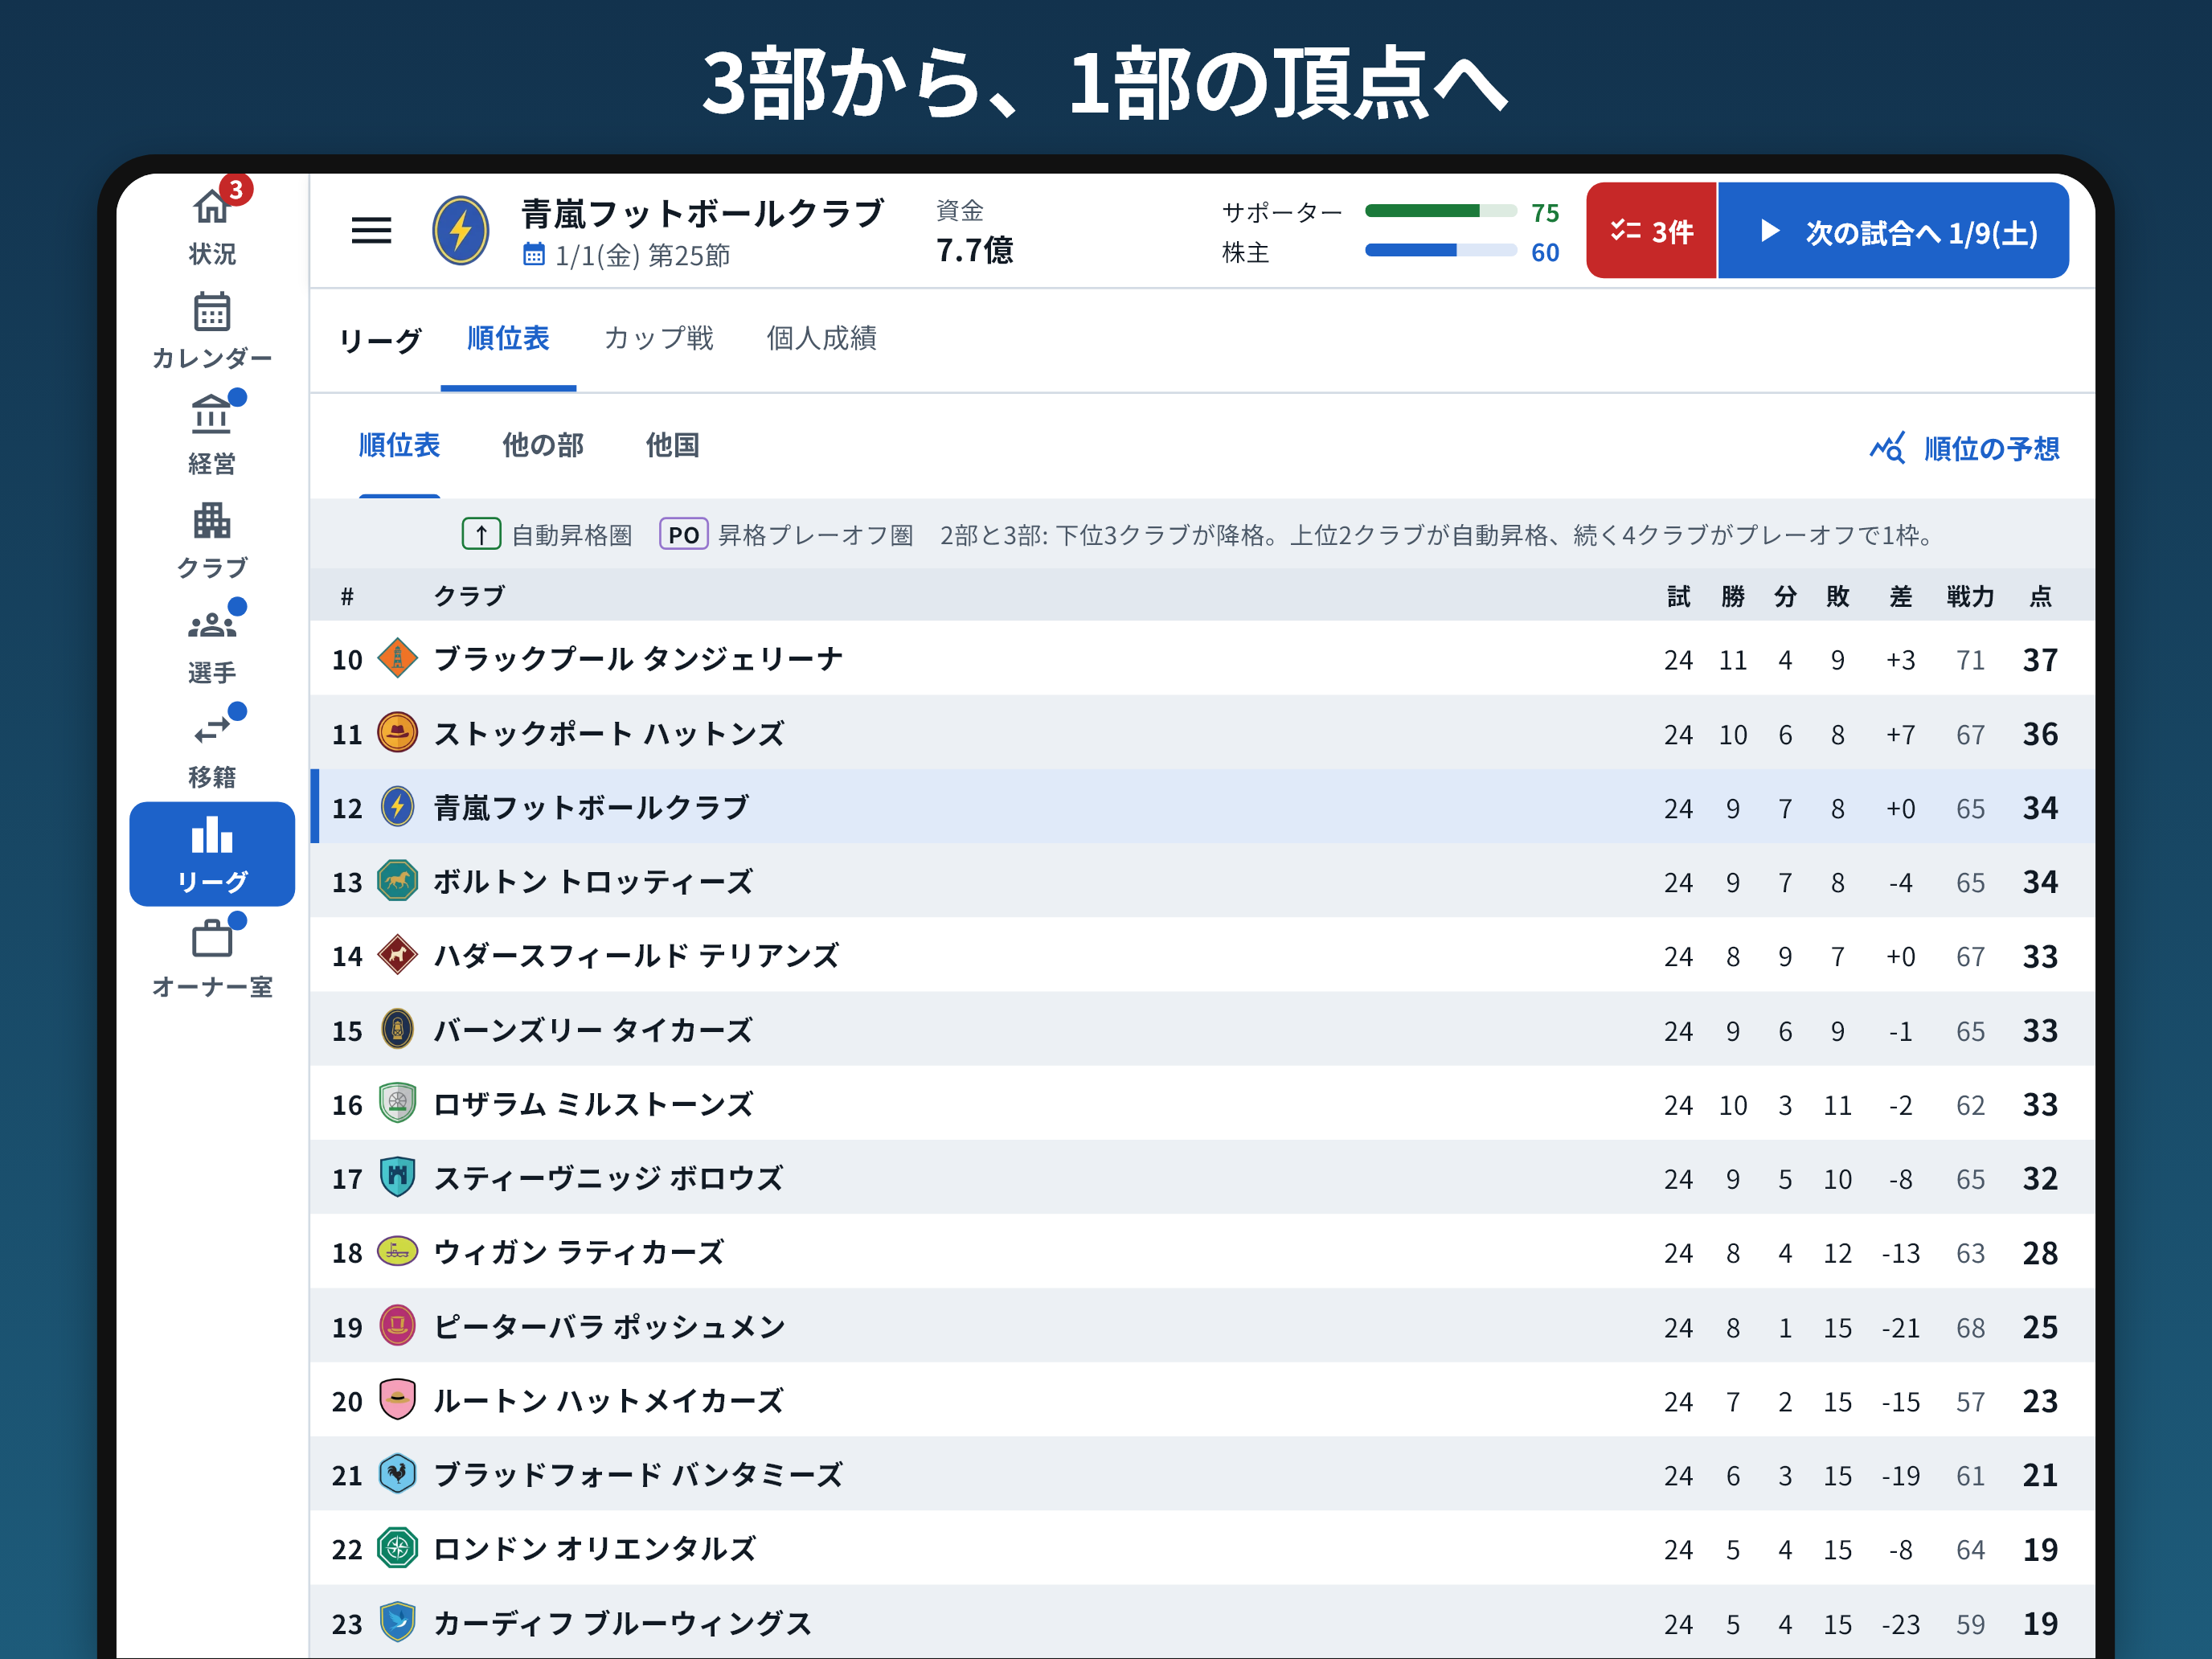 3部から、1部の頂点へ
3
状況
カレンダー
経営
クラブ
選手
移籍
リーグ
オーナー室
青嵐フットボールクラブ
1/1(金) 第25節
資金
7.7億
サポーター 75
株主 60
3件
次の試合へ 1/9(土)
リーグ 順位表 カップ戦 個人成績
順位表 他の部 他国 順位の予想
↑ 自動昇格圏 PO 昇格プレーオフ圏 2部と3部: 下位3クラブが降格。上位2クラブが自動昇格、続く4クラブがプレーオフで1枠。
# クラブ 試 勝 分 敗 差 戦力 点
10 ブラックプール タンジェリーナ 24 11 4 9 +3 71 37
11 ストックポート ハットンズ 24 10 6 8 +7 67 36
12 青嵐フットボールクラブ 24 9 7 8 +0 65 34
13 ボルトン トロッティーズ 24 9 7 8 -4 65 34
14 ハダースフィールド テリアンズ 24 8 9 7 +0 67 33
15 バーンズリー タイカーズ 24 9 6 9 -1 65 33
16 ロザラム ミルストーンズ 24 10 3 11 -2 62 33
17 スティーヴニッジ ボロウズ 24 9 5 10 -8 65 32
18 ウィガン ラティカーズ 24 8 4 12 -13 63 28
19 ピーターバラ ポッシュメン 24 8 1 15 -21 68 25
20 ルートン ハットメイカーズ 24 7 2 15 -15 57 23
21 ブラッドフォード バンタミーズ 24 6 3 15 -19 61 21
22 ロンドン オリエンタルズ 24 5 4 15 -8 64 19
23 カーディフ ブルーウィングス 24 5 4 15 -23 59 19